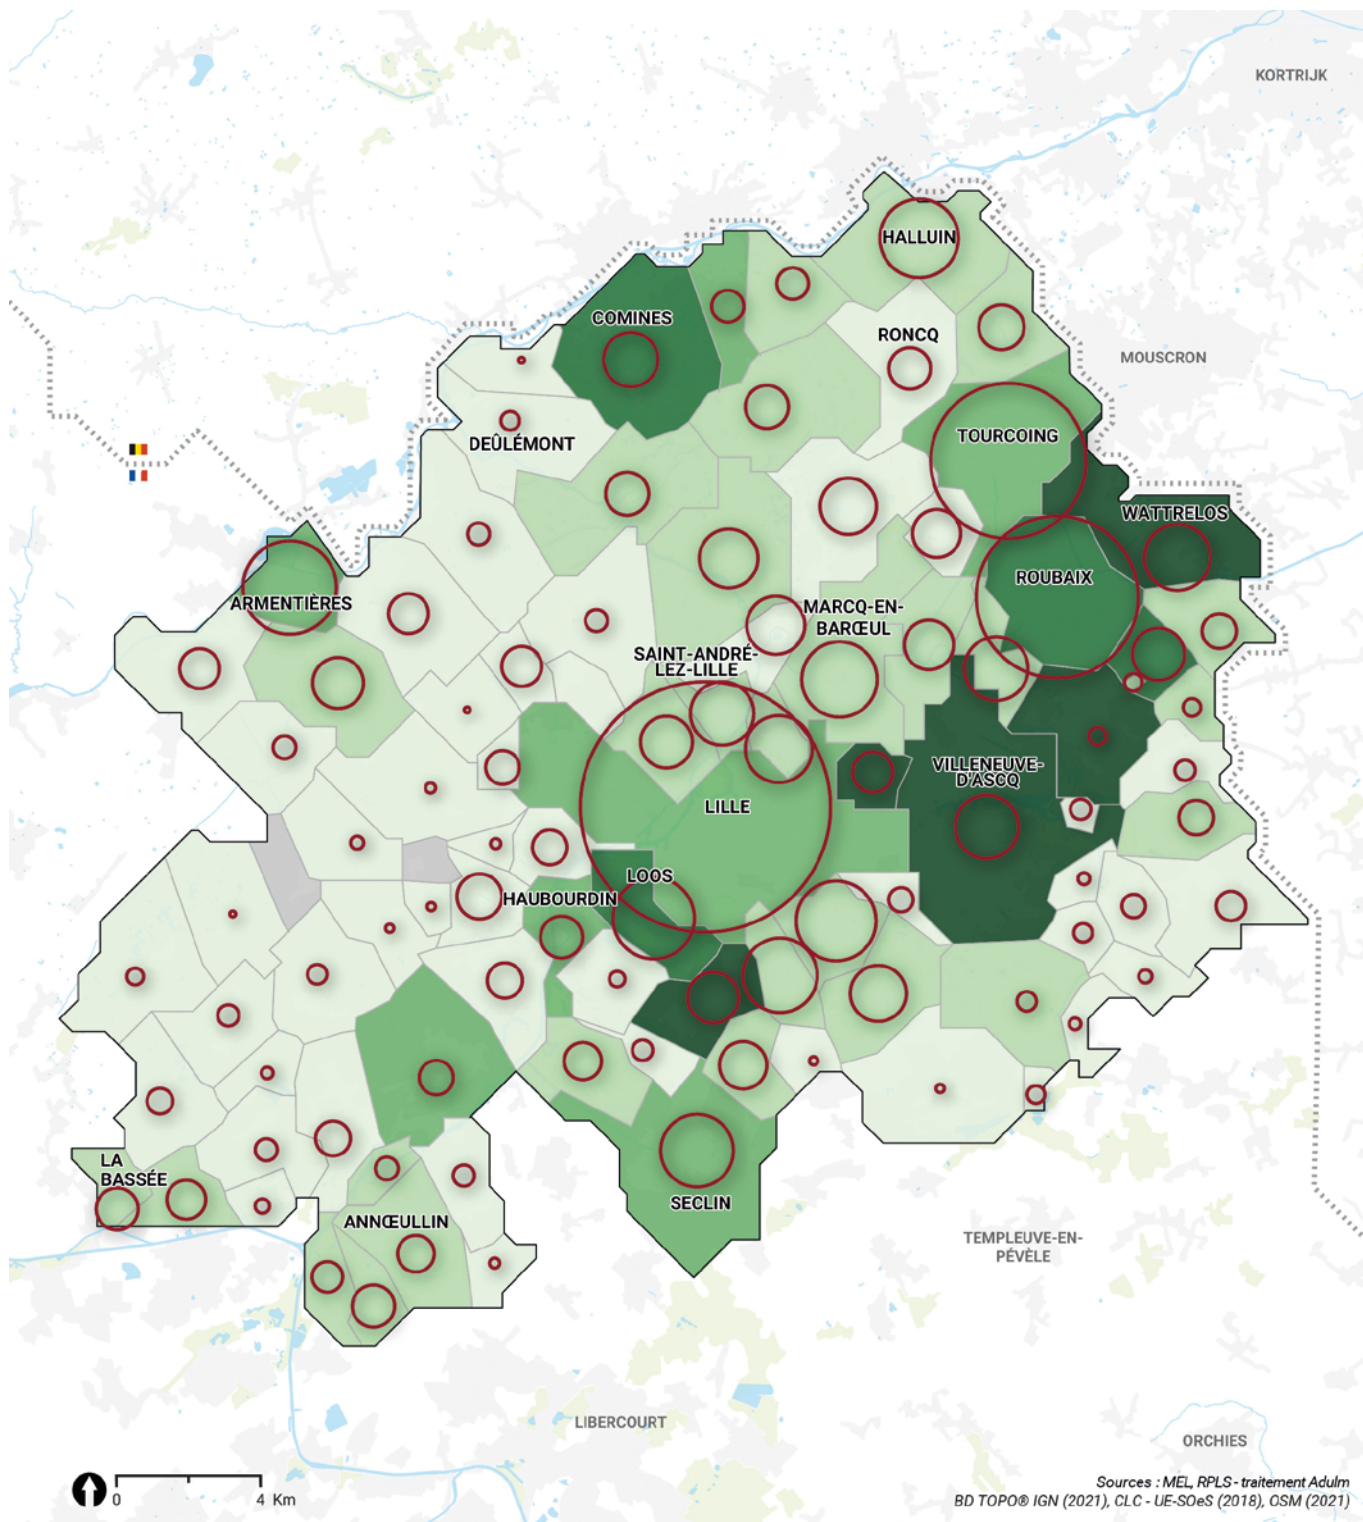 KORTRIJK
HALLUIN
COMINES
RONCQ
MOUSCRON
DEÛLÉMONT
TOURCOING
WATTRELOS
ROUBAIX
ARMENTIÈRES
MARCQ-EN-
BARŒUL
SAINT-ANDRÉ-
LEZ-LILLE
VILLENEUVE-
D'ASCQ
LILLE
LOOS
HAUBOURDIN
LA
BASSÉE
SECLIN
ANNŒULLIN
TEMPLEUVE-EN-
PÉVÈLE
LIBERCOURT
ORCHIES
0 4 Km
Sources : MEL, RPLS - traitement Adulm
BD TOPO® IGN (2021), CLC - UE-SOeS (2018), OSM (2021)